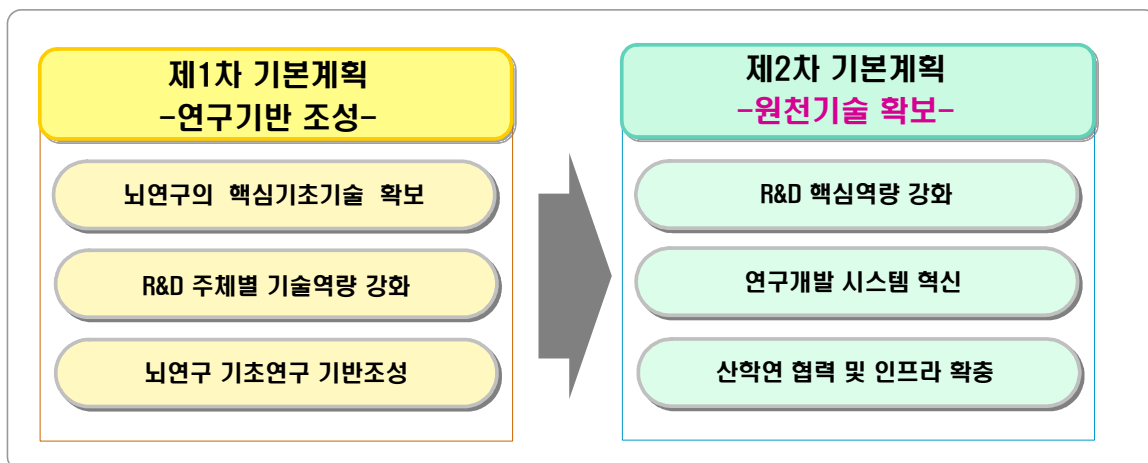 제1차 기본계획
-연구기반 조성-
뇌연구의 핵심기초기술 확보
R&D 주체별 기술역량 강화
뇌연구 기초연구 기반조성
제2차 기본계획
-원천기술 확보-
R&D 핵심역량 강화
연구개발 시스템 혁신
산학연 협력 및 인프라 확충